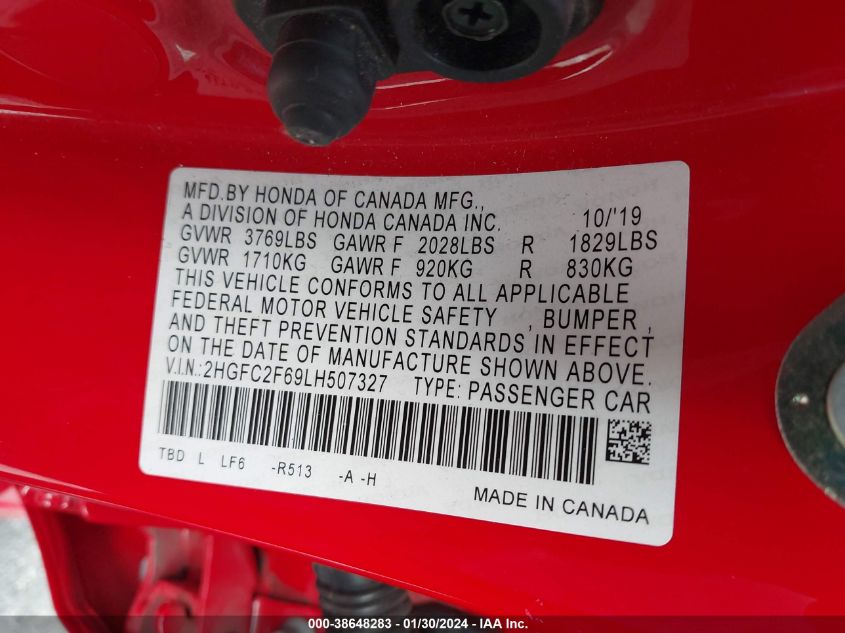 MFD.BY HONDA OF CANADA MFG.,
A DIVISION OF HONDA CANADA INC. 10/'19
GVWR 3769LBS GAWR F 2028LBS R 1829LBS
GVWR 1710KG GAWR F 920KG R 830KG
THIS VEHICLE CONFORMS TO ALL APPLICABLE
FEDERAL MOTOR VEHICLE SAFETY , BUMPER ,
AND THEFT PREVENTION STANDARDS IN EFFECT
ON THE DATE OF MANUFACTURE SHOWN ABOVE.
V.I.N.:2HGFC2F69LH507327 TYPE: PASSENGER CAR
TBD L LF6 -R513 -A -H
MADE IN CANADA
000-38648283 - 01/30/2024 - IAA Inc.